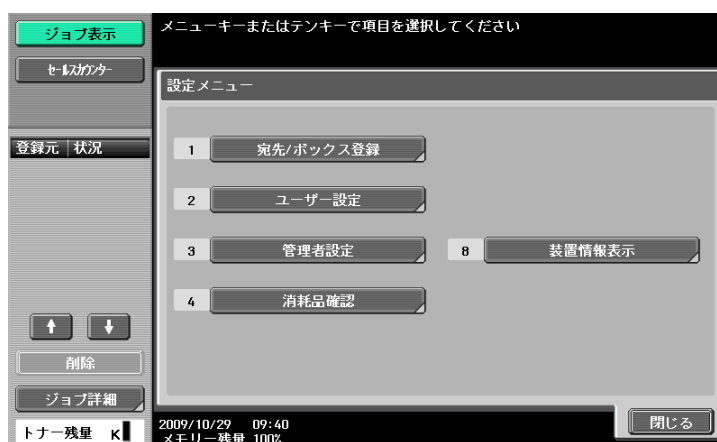 ジョブ表示
セールスカウンター
登録元 状況
削除
ジョブ詳細
トナー残量 K
メニューキーまたはテンキーで項目を選択してください
設定メニュー
1 宛先/ボックス登録
2 ユーザー設定
3 管理者設定
8 装置情報表示
4 消耗品確認
2009/10/29 09:40
メモリー残量 100%
閉じる